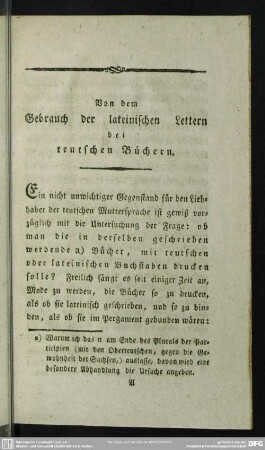 Von dem
Gebrauch der lateinischen Lettern
bei
teutschen Büchern.
Ein nicht unwichtiger Gegenstand für den Lieb-
haber der teutschen Muttersprache ist gewiß vor-
züglich mit die Untersuchung der Frage: ob
man die in derselben geschrieben
werdende a) Bücher, mit teutschen
oder lateinischen Buchstaben drucken
solle? Freilich fängt es seit einiger Zeit an,
Mode zu werden, die Bücher so zu drucken,
als ob sie lateinisch geschrieben, und so zu bin-
den, als ob sie im Pergament gebunden wären:
a) Warum ich das n am Ende des Plurals der Par-
ticipien (mit den Oberteutschen, gegen die Ge-
wohnheit der Sachsen,) auslasse, davon wird eine
besondere Abhandlung die Ursache angeben.
A